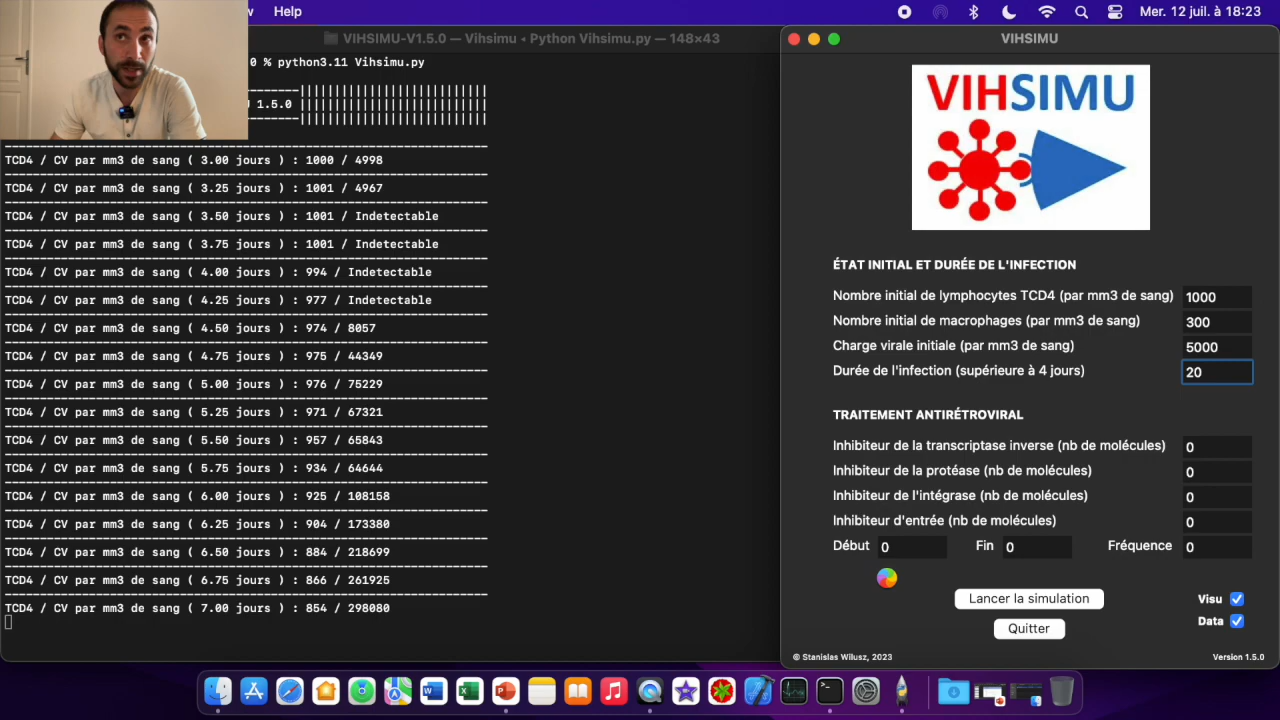 Help
Mer. 12 juil. à 18:23
VIHSIMU-V1.5.0 — Vihsimu ◂ Python Vihsimu.py — 148×43
0 % python3.11 Vihsimu.py
1.5.0
TCD4 / CV par mm3 de sang ( 3.00 jours ) : 1000 / 4998
TCD4 / CV par mm3 de sang ( 3.25 jours ) : 1001 / 4967
TCD4 / CV par mm3 de sang ( 3.50 jours ) : 1001 / Indetectable
TCD4 / CV par mm3 de sang ( 3.75 jours ) : 1001 / Indetectable
TCD4 / CV par mm3 de sang ( 4.00 jours ) : 994 / Indetectable
TCD4 / CV par mm3 de sang ( 4.25 jours ) : 977 / Indetectable
TCD4 / CV par mm3 de sang ( 4.50 jours ) : 974 / 8057
TCD4 / CV par mm3 de sang ( 4.75 jours ) : 975 / 44349
TCD4 / CV par mm3 de sang ( 5.00 jours ) : 976 / 75229
TCD4 / CV par mm3 de sang ( 5.25 jours ) : 971 / 67321
TCD4 / CV par mm3 de sang ( 5.50 jours ) : 957 / 65843
TCD4 / CV par mm3 de sang ( 5.75 jours ) : 934 / 64644
TCD4 / CV par mm3 de sang ( 6.00 jours ) : 925 / 108158
TCD4 / CV par mm3 de sang ( 6.25 jours ) : 904 / 173380
TCD4 / CV par mm3 de sang ( 6.50 jours ) : 884 / 218699
TCD4 / CV par mm3 de sang ( 6.75 jours ) : 866 / 261925
TCD4 / CV par mm3 de sang ( 7.00 jours ) : 854 / 298080
VIHSIMU
VIHSIMU
ÉTAT INITIAL ET DURÉE DE L'INFECTION
Nombre initial de lymphocytes TCD4 (par mm3 de sang) 1000
Nombre initial de macrophages (par mm3 de sang) 300
Charge virale initiale (par mm3 de sang) 5000
Durée de l'infection (supérieure à 4 jours) 20
TRAITEMENT ANTIRÉTROVIRAL
Inhibiteur de la transcriptase inverse (nb de molécules) 0
Inhibiteur de la protéase (nb de molécules) 0
Inhibiteur de l'intégrase (nb de molécules) 0
Inhibiteur d'entrée (nb de molécules) 0
Début 0 Fin 0 Fréquence 0
Lancer la simulation Visu
Quitter Data
© Stanislas Wilusz, 2023 Version 1.5.0